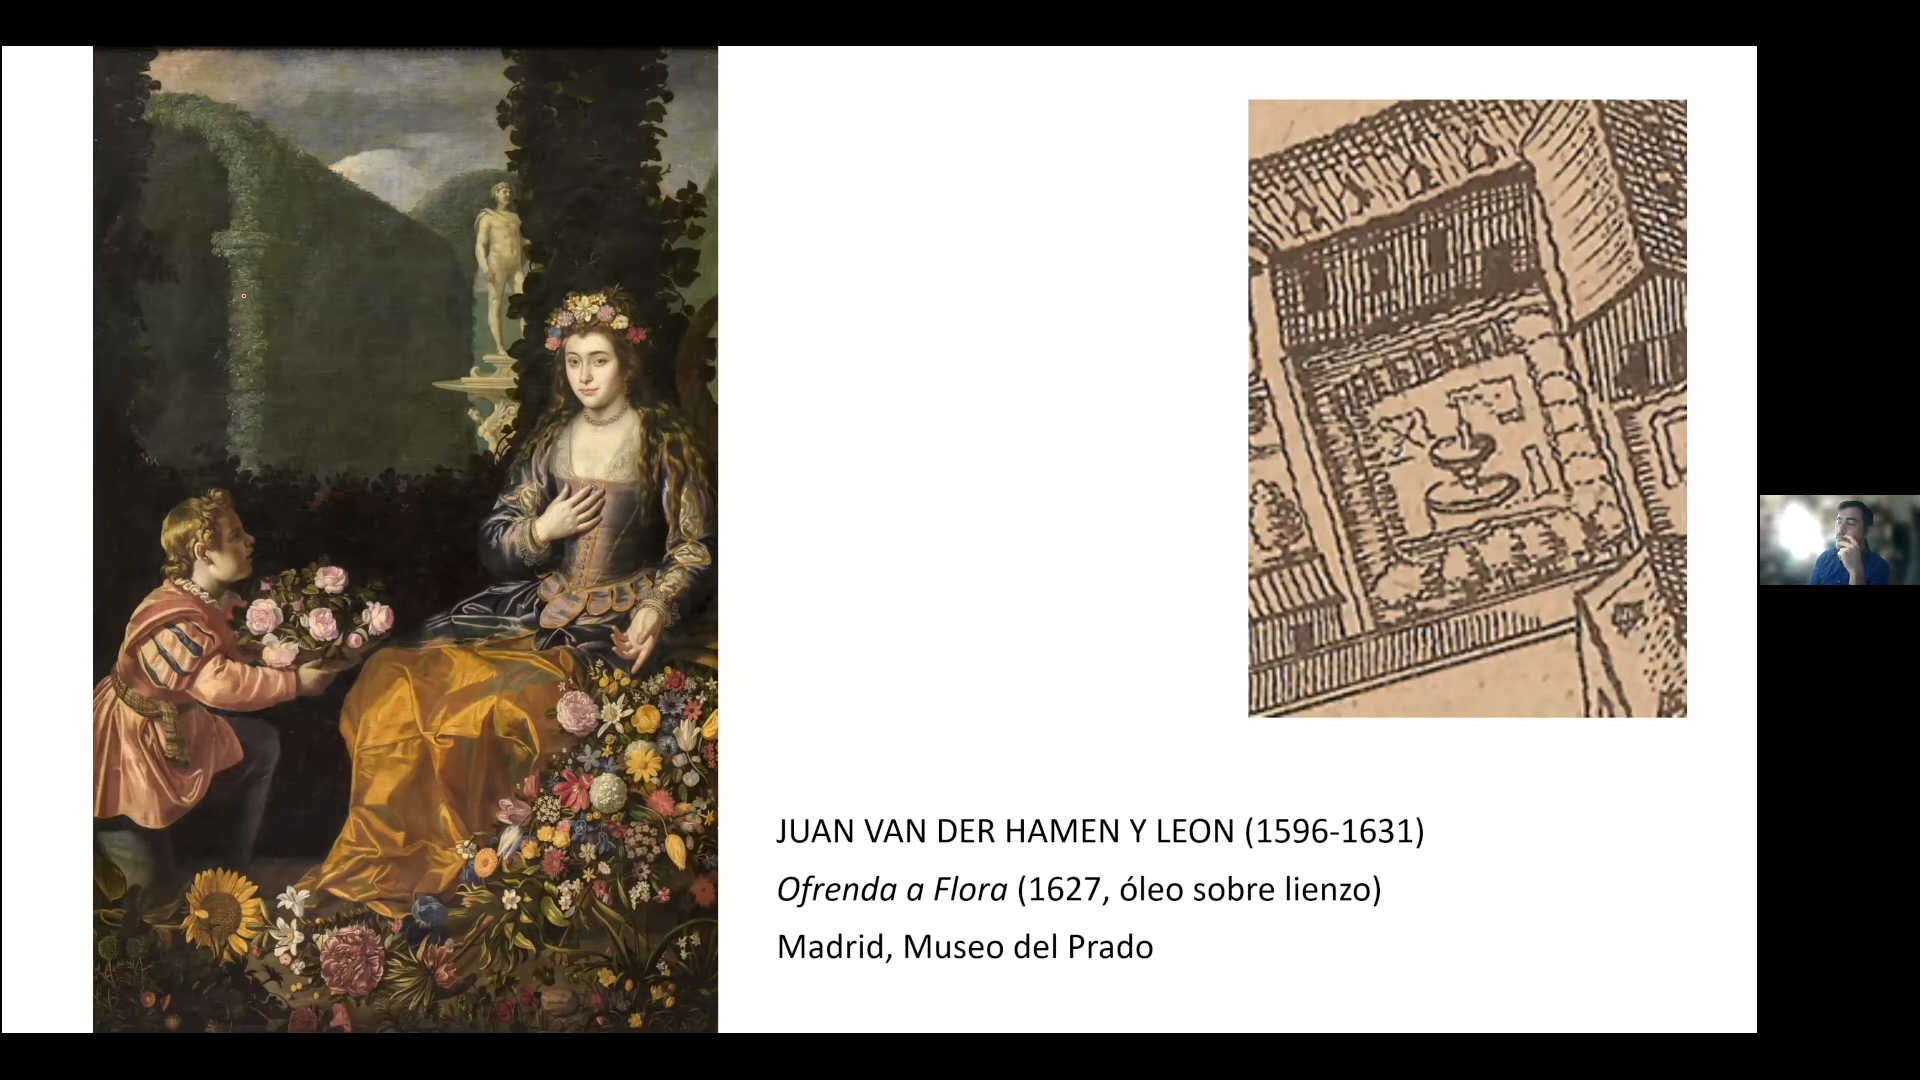 JUAN VAN DER HAMEN Y LEON (1596-1631)
Ofrenda a Flora (1627, óleo sobre lienzo)
Madrid, Museo del Prado